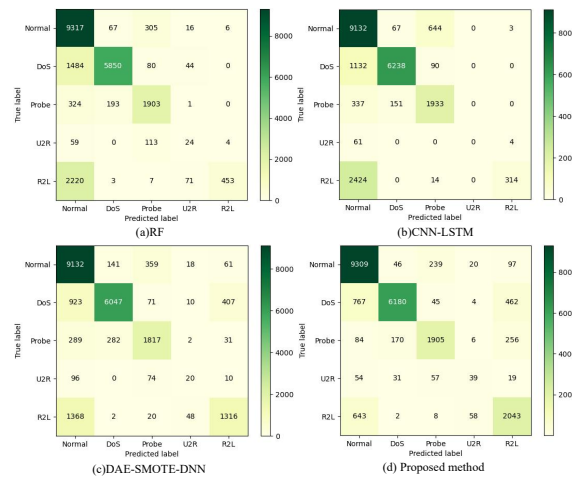 Normal 9317 67 305 16 6
DoS 1484 5850 80 44 0
Probe 324 193 1903 1 0
U2R 59 0 113 24 4
R2L 2220 3 7 71 453
Normal DoS Probe U2R R2L
True label
Predicted label
8000
6000
4000
2000
0
(a)RF
Normal 9132 67 644 0 3
DoS 1132 6238 90 0 0
Probe 337 151 1933 0 0
U2R 61 0 0 0 4
R2L 2424 0 14 0 314
Normal DoS Probe U2R R2L
True label
Predicted label
8000
6000
4000
2000
0
(b)CNN-LSTM
Normal 9132 141 359 18 61
DoS 923 6047 71 10 407
Probe 289 282 1817 2 31
U2R 96 0 74 20 10
R2L 1368 2 20 48 1316
Normal DoS Probe U2R R2L
True label
Predicted label
8000
6000
4000
2000
0
(c)DAE-SMOTE-DNN
Normal 9309 46 239 20 97
DoS 767 6180 45 4 462
Probe 84 170 1905 6 256
U2R 54 31 57 39 19
R2L 643 2 8 58 2043
Normal DoS Probe U2R R2L
True label
Predicted label
8000
6000
4000
2000
(d) Proposed method